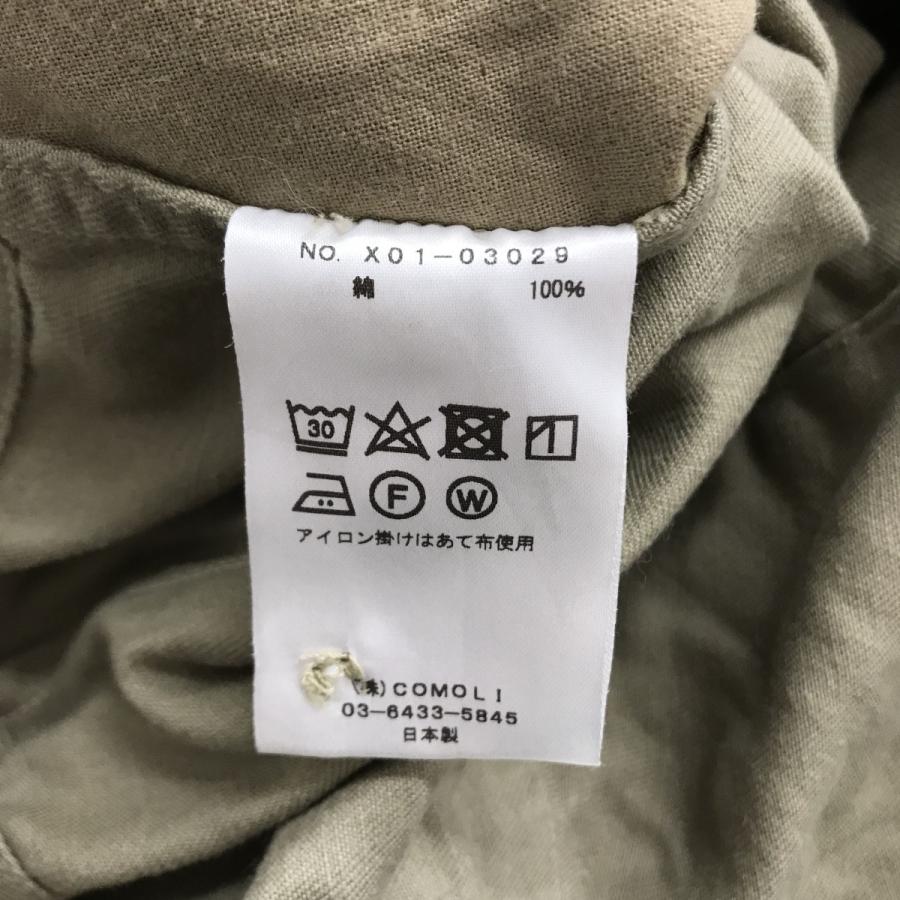 NO. X01-03029
綿 100%
30
F W
アイロン掛けはあて布使用
(株)COMOLI
03-6433-5845
日本製